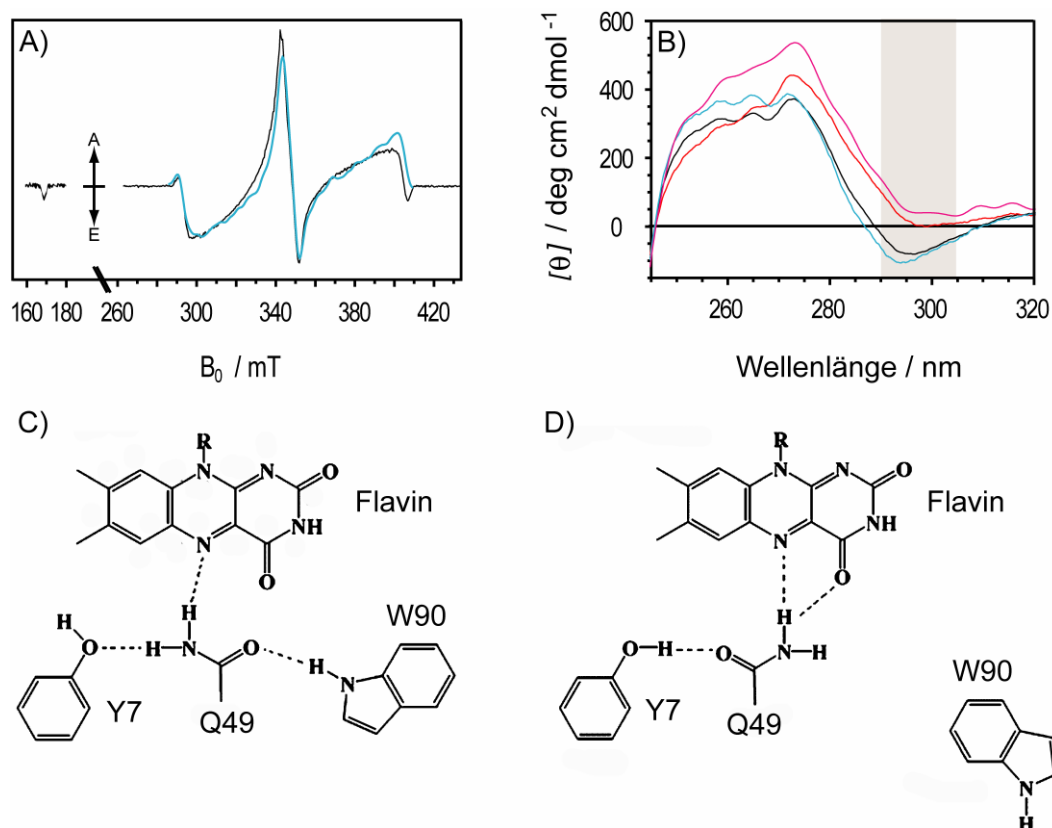 A)
A
E
160 180 260 300 340 380 420
B₀ / mT
B)
600
400
200
0
[θ] / deg cm² dmol⁻¹
260 280 300 320
Wellenlänge / nm
C)
R
N N O
Flavin
N NH
O
H
H
O H N O
W90
H
N
Y7
Q49
D)
R
N N O
Flavin
N NH
O
H
O H O N H
W90
Y7
Q49
N
H